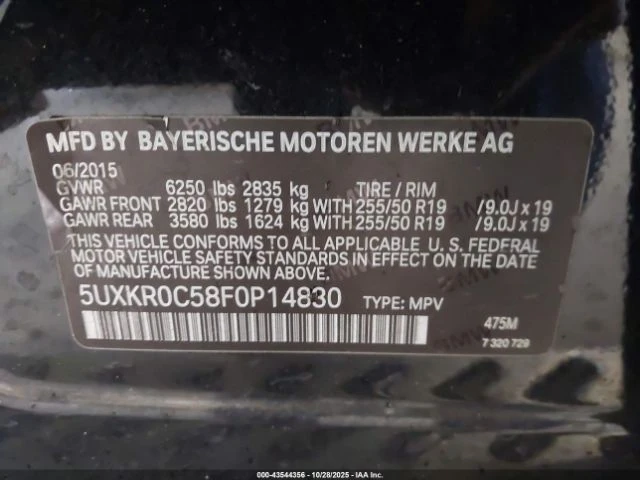 MFD BY BAYERISCHE MOTOREN WERKE AG
06/2015
GVWR 6250 lbs 2835 kg TIRE / RIM
GAWR FRONT 2820 lbs 1279 kg WITH 255/50 R19 /9.0J x 19
GAWR REAR 3580 lbs 1624 kg WITH 255/50 R19 /9.0J x 19
THIS VEHICLE CONFORMS TO ALL APPLICABLE U. S. FEDERAL
MOTOR VEHICLE SAFETY STANDARDS IN EFFECT ON THE DATE
OF MANUFACTURE SHOWN ABOVE.
5UXKR0C58F0P14830 TYPE: MPV
475M
7 320 729
000-43544356 | 10/28/2025 | IAA Inc.